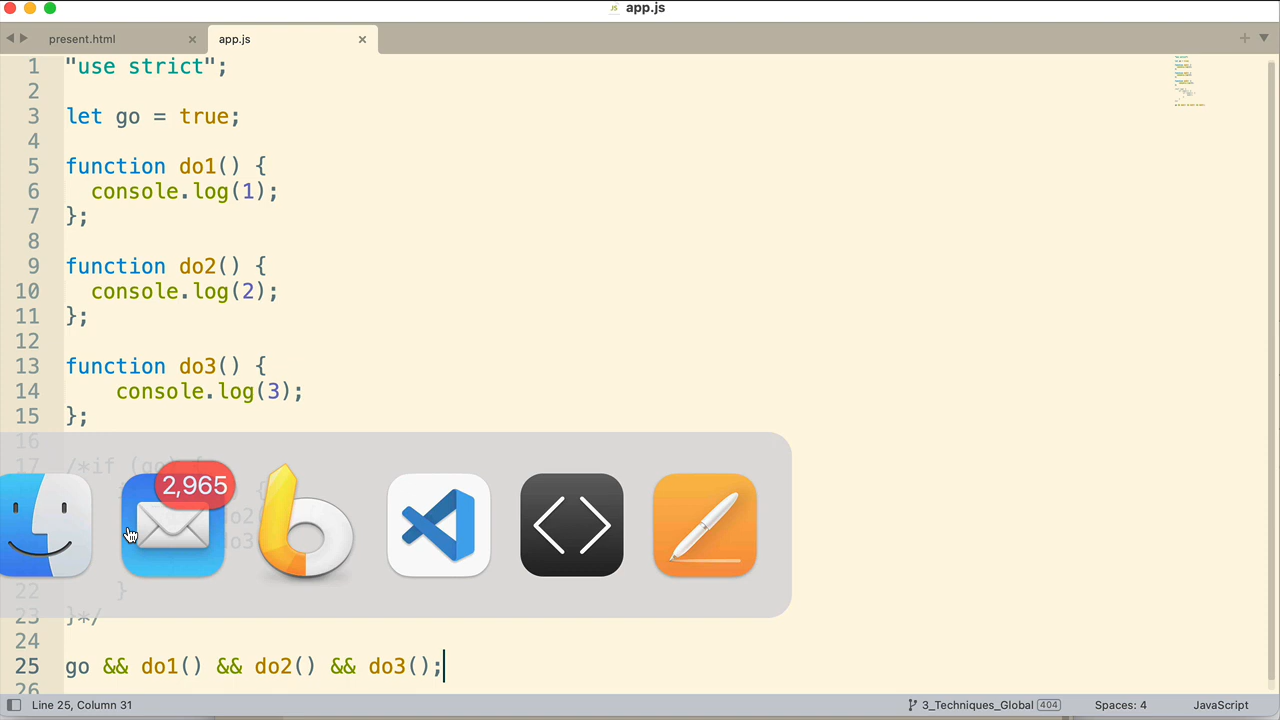 app.js
present.html
app.js
1 "use strict";
2
3 let go = true;
4
5 function do1() {
6 console.log(1);
7 };
8
9 function do2() {
10 console.log(2);
11 };
12
13 function do3() {
14 console.log(3);
15 };
16
17 /*if (go) {
2,965
do2(
do3
22 }
23 }*/
24
25 go && do1() && do2() && do3();
26
Line 25, Column 31
3_Techniques_Global 404
Spaces: 4
JavaScript